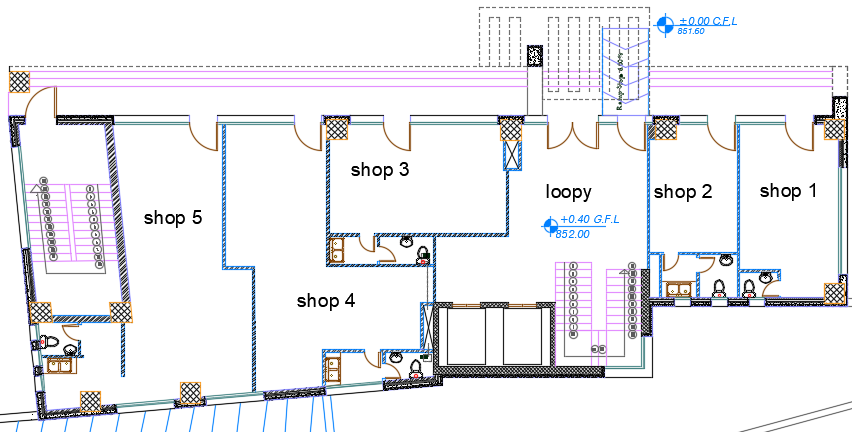 ±0.00 C.F.L
851.60
shop 3
shop 5
loopy
shop 2
shop 1
+0.40 G.F.L
852.00
shop 4